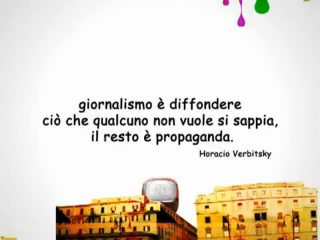 giornalismo è diffondere
ciò che qualcuno non vuole si sappia,
il resto è propaganda.
Horacio Verbitsky